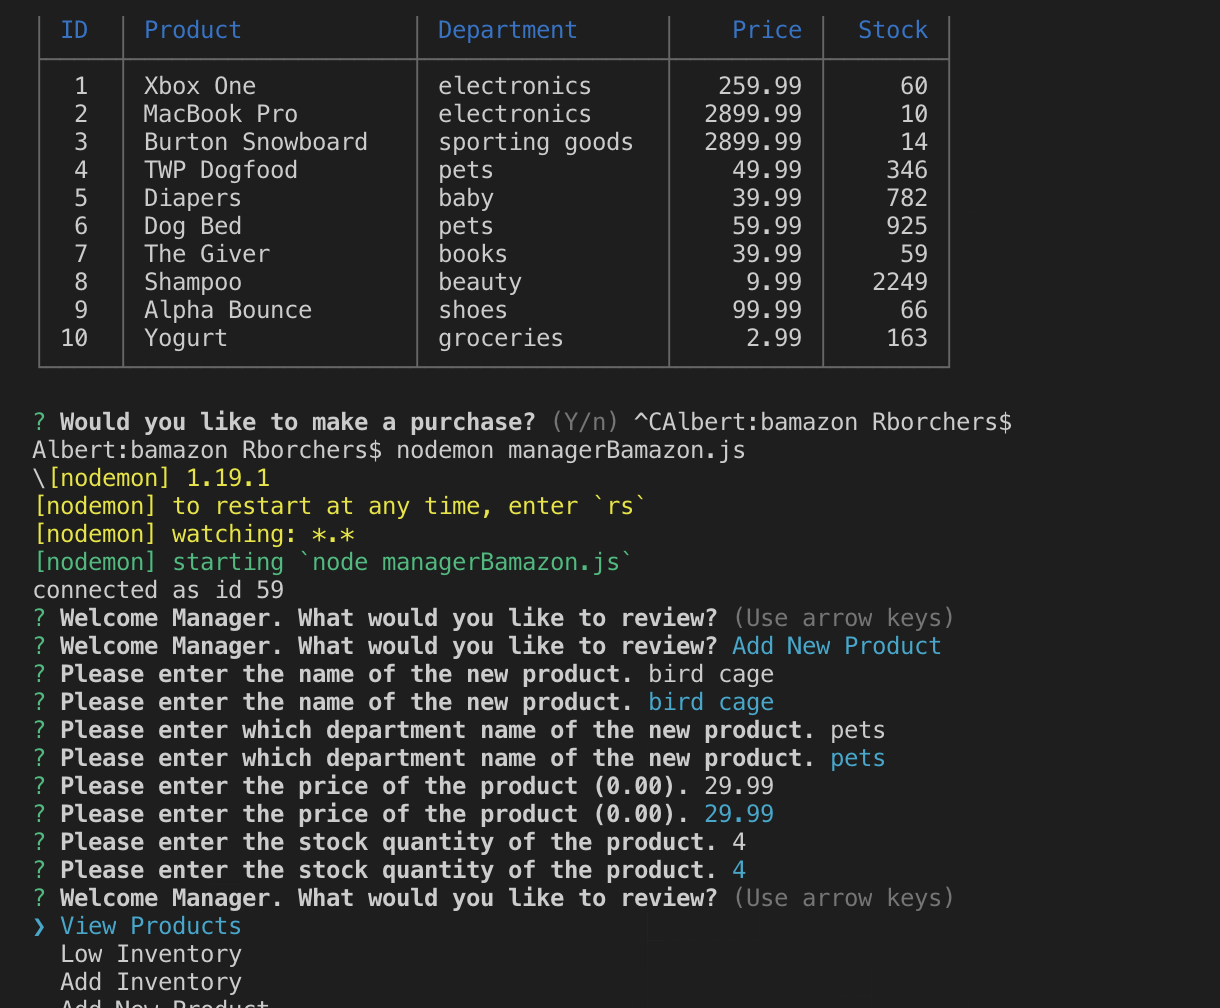 ID Product Department Price Stock
1 Xbox One electronics 259.99 60
2 MacBook Pro electronics 2899.99 10
3 Burton Snowboard sporting goods 2899.99 14
4 TWP Dogfood pets 49.99 346
5 Diapers baby 39.99 782
6 Dog Bed pets 59.99 925
7 The Giver books 39.99 59
8 Shampoo beauty 9.99 2249
9 Alpha Bounce shoes 99.99 66
10 Yogurt groceries 2.99 163
? Would you like to make a purchase? (Y/n) ^CAlbert:bamazon Rborchers$
Albert:bamazon Rborchers$ nodemon managerBamazon.js
\[nodemon] 1.19.1
[nodemon] to restart at any time, enter `rs`
[nodemon] watching: *.*
[nodemon] starting `node managerBamazon.js`
connected as id 59
? Welcome Manager. What would you like to review? (Use arrow keys)
? Welcome Manager. What would you like to review? Add New Product
? Please enter the name of the new product. bird cage
? Please enter the name of the new product. bird cage
? Please enter which department name of the new product. pets
? Please enter which department name of the new product. pets
? Please enter the price of the product (0.00). 29.99
? Please enter the price of the product (0.00). 29.99
? Please enter the stock quantity of the product. 4
? Please enter the stock quantity of the product. 4
? Welcome Manager. What would you like to review? (Use arrow keys)
❯ View Products
Low Inventory
Add Inventory
Add New Product